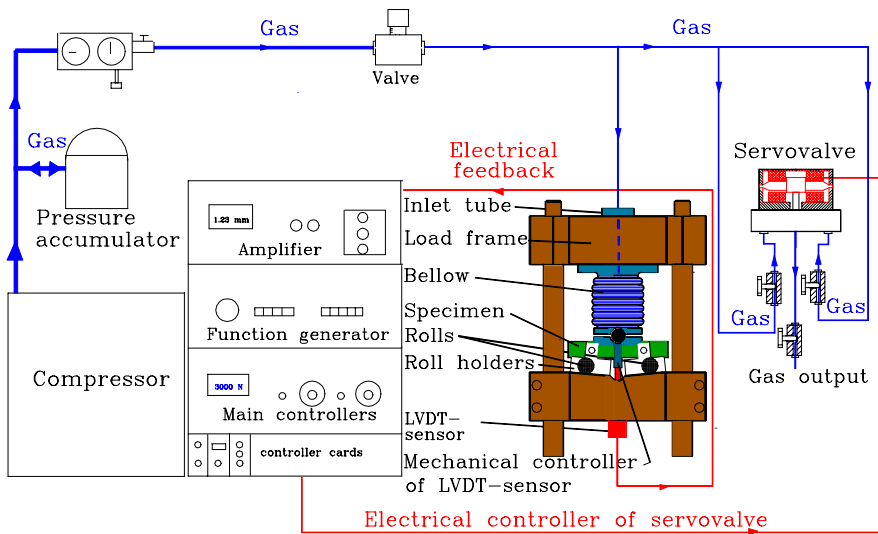 Gas
Gas
Valve
Gas
Electrical
feedback
Servovalve
Pressure
accumulator
1.23 mm
Amplifier
Inlet tube
Load frame
Bellow
Specimen
Rolls
Roll holders
Function generator
Gas
Gas
Gas output
Compressor
3000 N
Main controllers
controller cards
LVDT-
sensor
Mechanical controller
of LVDT-sensor
Electrical controller of servovalve